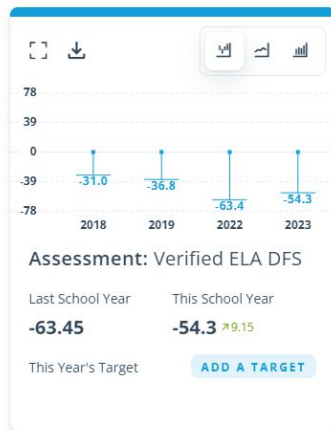 78
39
0
-39
-78
-31.0
-36.8
-63.4
-54.3
2018 2019 2022 2023
Assessment: Verified ELA DFS
Last School Year This School Year
-63.45 -54.3 ↗9.15
This Year's Target ADD A TARGET